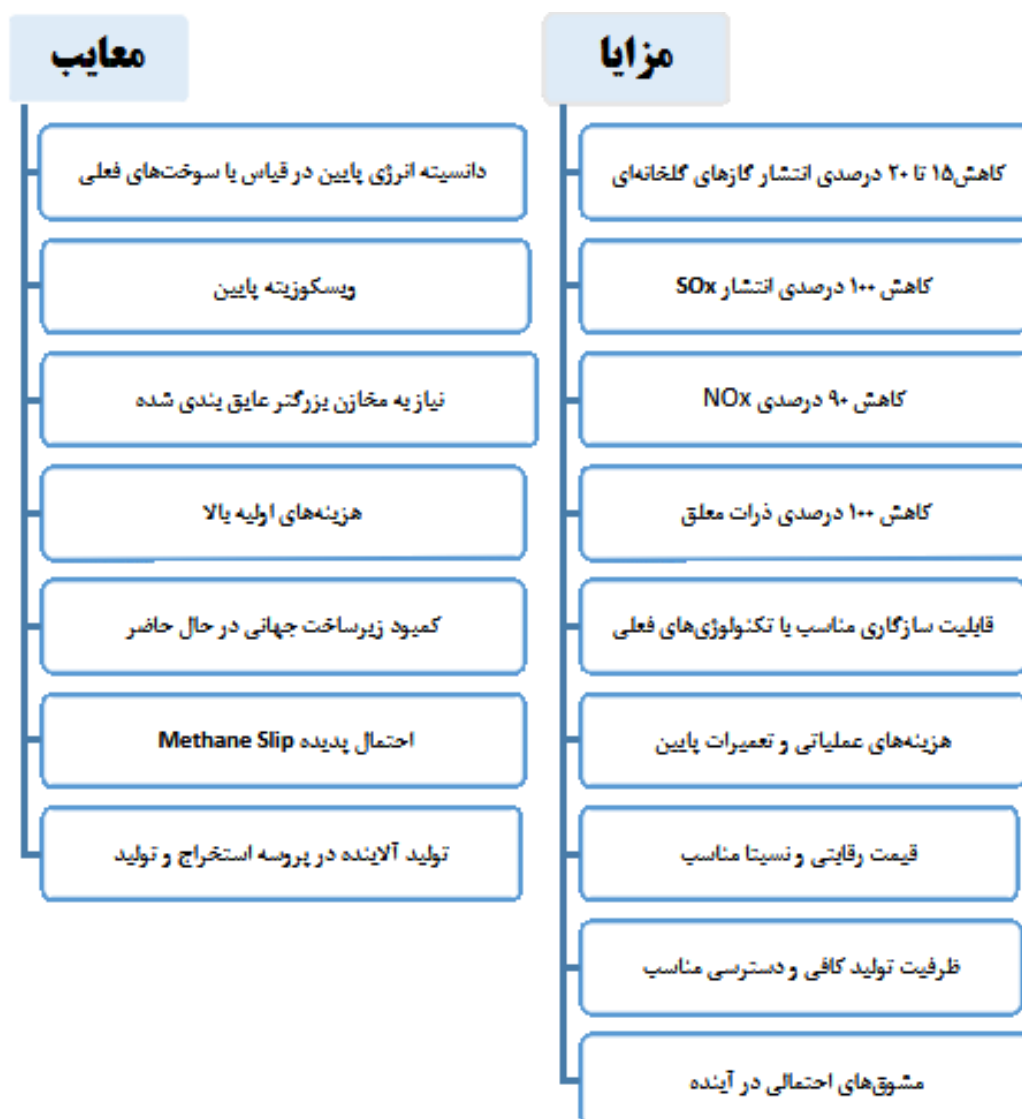 مزایا
کاهش۱۵ تا ۲۰ درصدی انتشار گازهای گلخانه‌ای
کاهش ۱۰۰ درصدی انتشار SOx
کاهش ۹۰ درصدی NOx
کاهش ۱۰۰ درصدی ذرات معلق
قابلیت سازگاری مناسب با تکنولوژی‌های فعلی
هزینه‌های عملیاتی و تعمیرات پایین
قیمت رقابتی و نسبتا مناسب
ظرفیت تولید کافی و دسترسی مناسب
مشوق‌های احتمالی در آینده
معایب
دانسیته انرژی پایین در قیاس با سوخت‌های فعلی
ویسکوزیته پایین
نیاز به مخازن بزرگتر عایق بندی شده
هزینه‌های اولیه بالا
کمبود زیرساخت جهانی در حال حاضر
احتمال پدیده Methane Slip
تولید آلاینده در پروسه استخراج و تولید